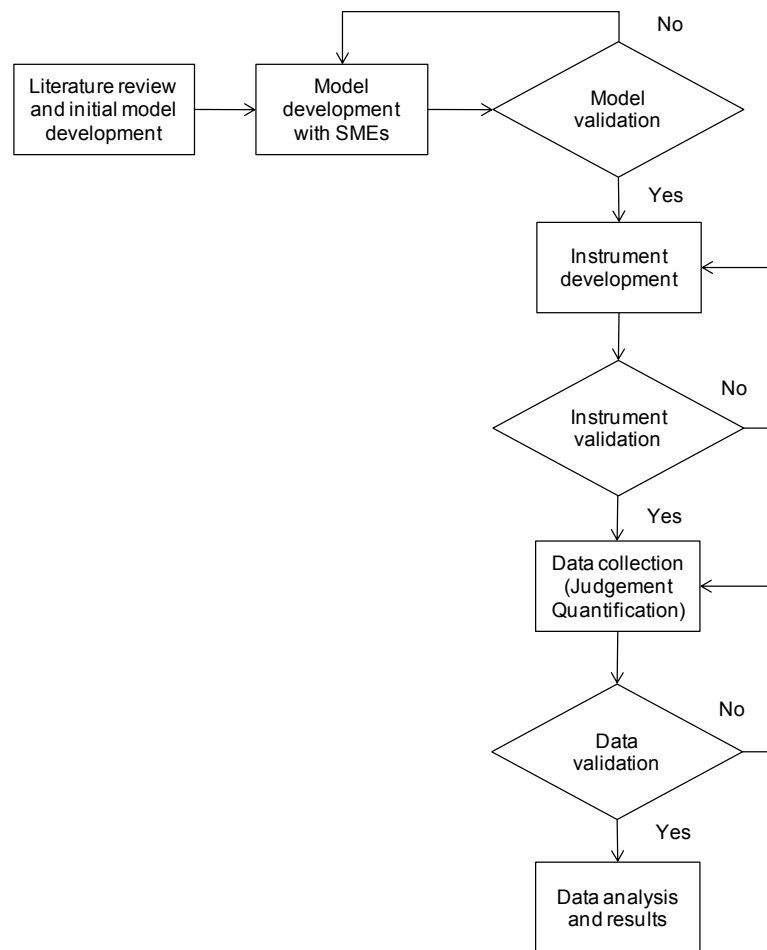 No
Literature review
and initial model
development
Model
development
with SMEs
Model
validation
Yes
Instrument
development
No
Instrument
validation
Yes
Data collection
(Judgement
Quantification)
No
Data
validation
Yes
Data analysis
and results